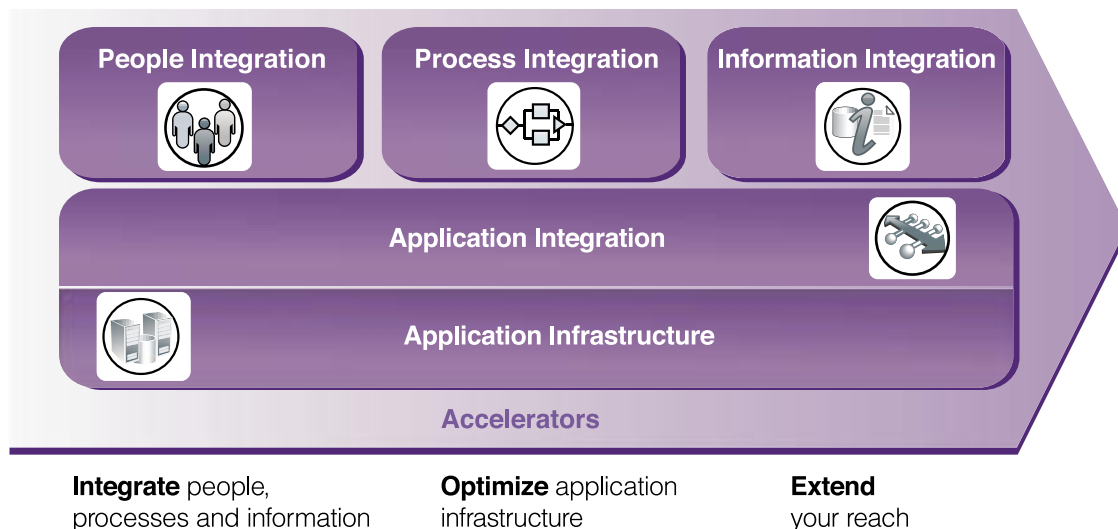 People Integration
Process Integration
Information Integration
Application Integration
Application Infrastructure
Accelerators
Integrate people,
processes and information
Optimize application
infrastructure
Extend
your reach